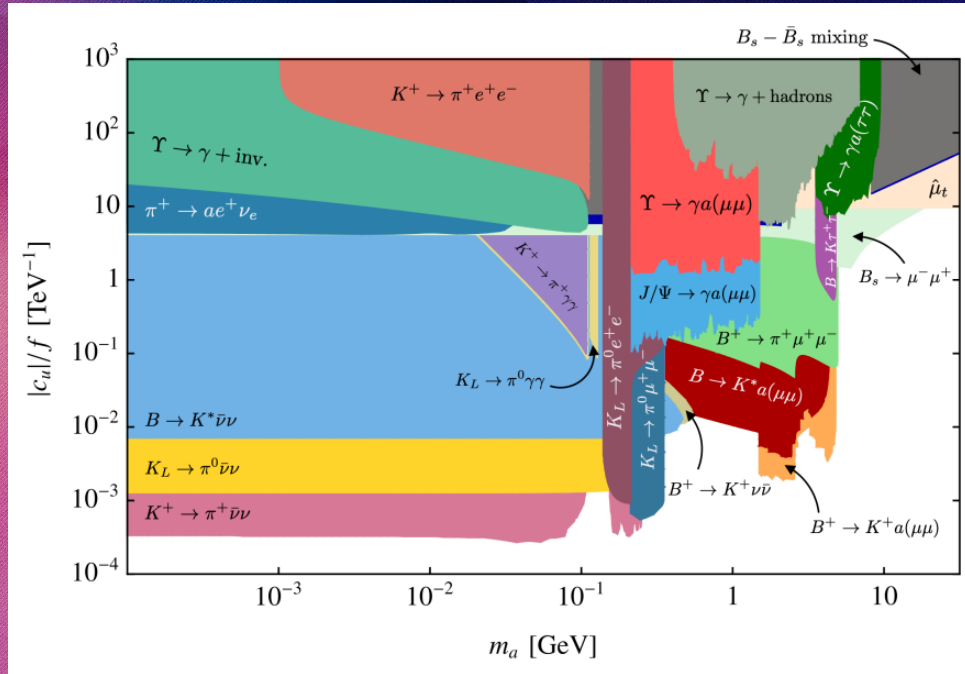 B_s − B̄_s mixing
10^3
10^2
10
1
10^{−1}
10^{−2}
10^{−3}
10^{−4}
|c_u|/f [TeV^{−1}]
K^+ → π^+e^+e^−
Υ → γ + hadrons
Υ → γa(ττ)
Υ → γ + inv.
π^+ → ae^+ν_e
Υ → γa(μμ)
B → Kτ^+τ^−
μ̂_t
K^+ → π^+γγ
J/Ψ → γa(μμ)
B_s → μ^−μ^+
K_L → π^0γγ
K_L → π^0e^+e^−
K_L → π^0μ^+μ^−
B^+ → π^+μ^+μ^−
B → K^*a(μμ)
B → K^*ν̄ν
K_L → π^0ν̄ν
B^+ → K^+νν̄
K^+ → π^+ν̄ν
B^+ → K^+a(μμ)
10^{−3}
10^{−2}
10^{−1}
1
10
m_a [GeV]